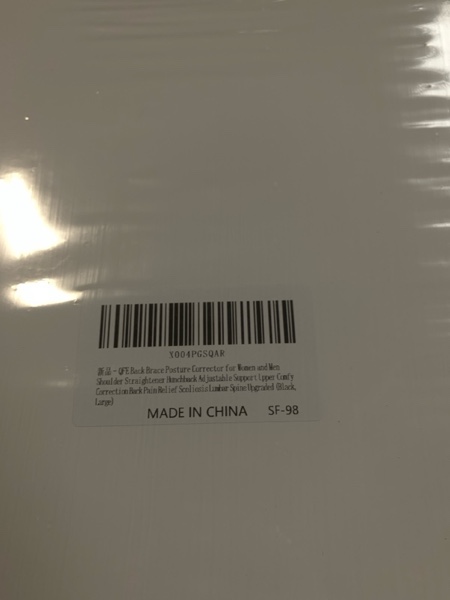 X004PGSQAR
新品 - QFE Back Brace Posture Corrector for Women and Men
Shoulder Straightener Hunchback Adjustable Support Upper Comfy
Correction Back Pain Relief Scoliosis Lumbar Spine Upgraded (Black,
Large)
MADE IN CHINA SF-98